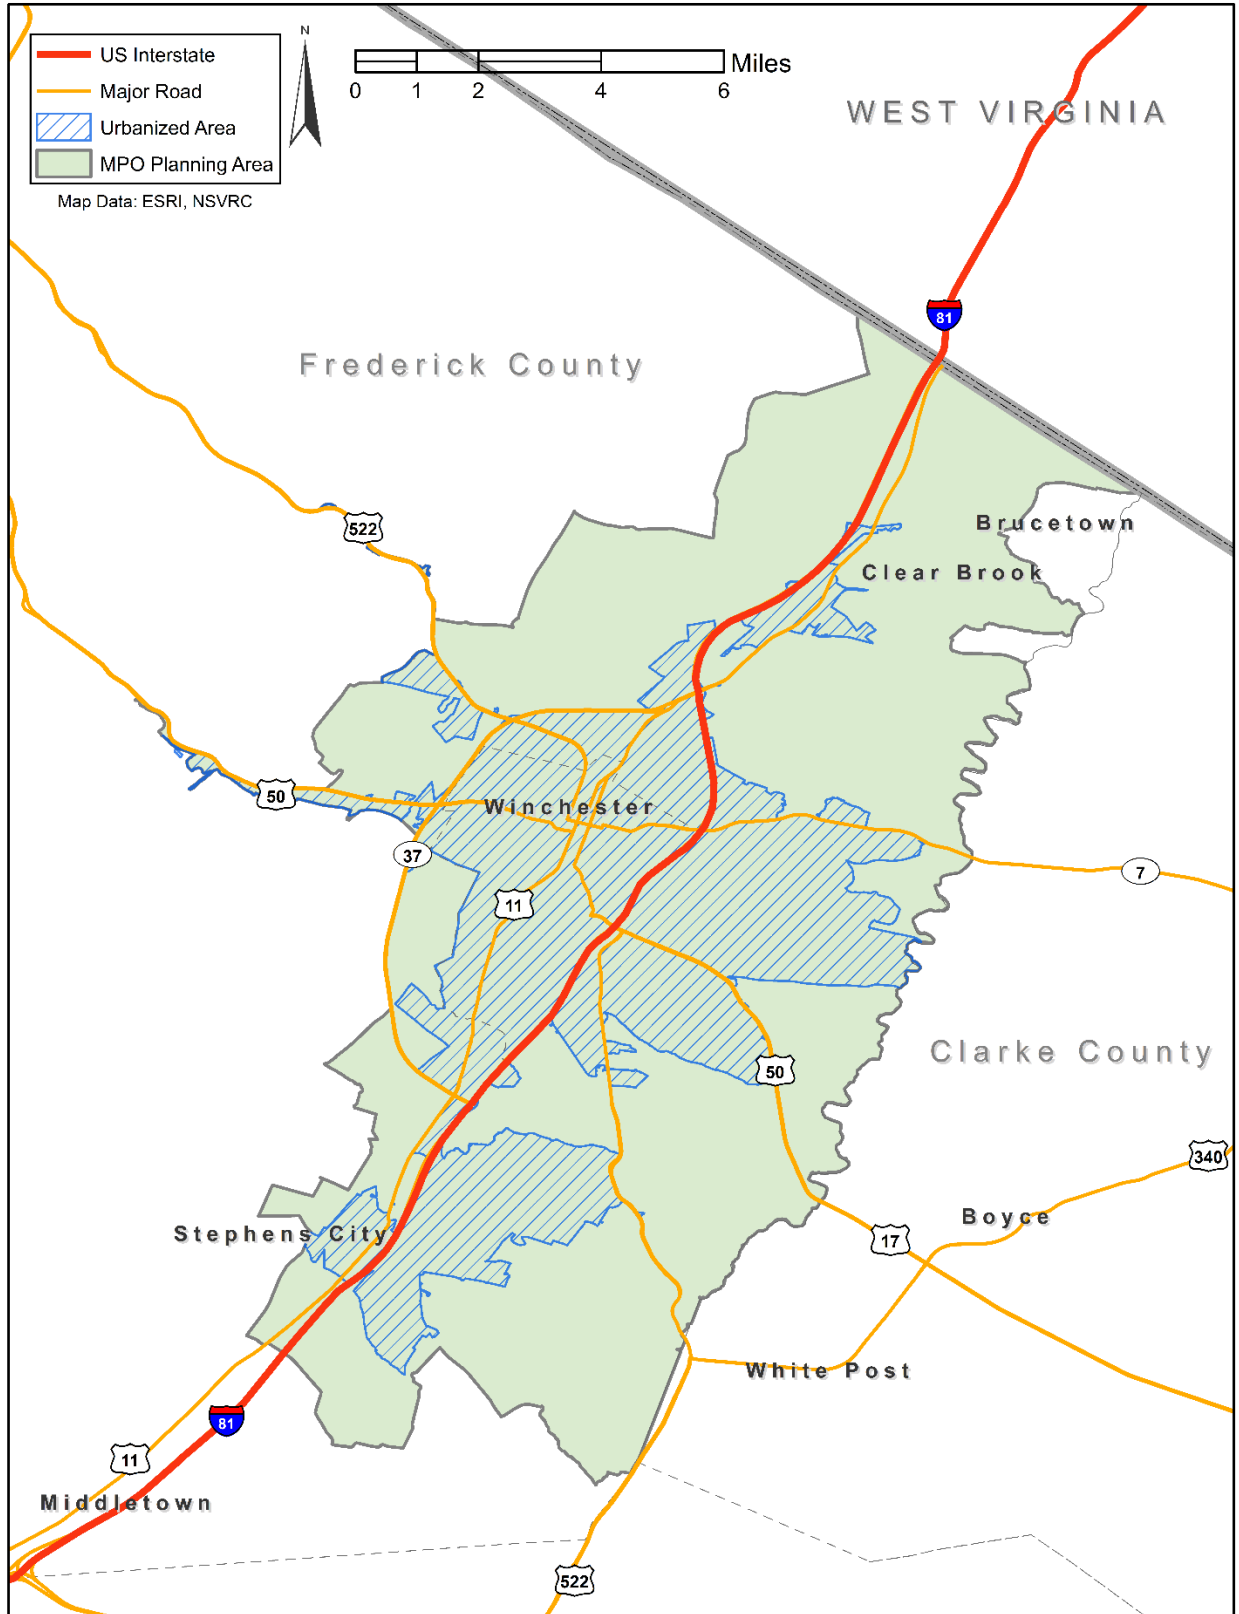 US Interstate
Major Road
Urbanized Area
MPO Planning Area
Map Data: ESRI, NSVRC
N
Miles
0 1 2 4 6
WEST VIRGINIA
81
Frederick County
522
Brucetown
Clear Brook
50
Winchester
37
7
11
Clarke County
50
340
Boyce
Stephens City
17
White Post
81
11
Middletown
522